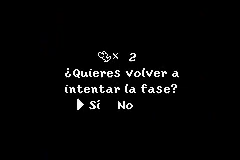 × 2
¿Quieres volver a
intentar la fase?
Sí No